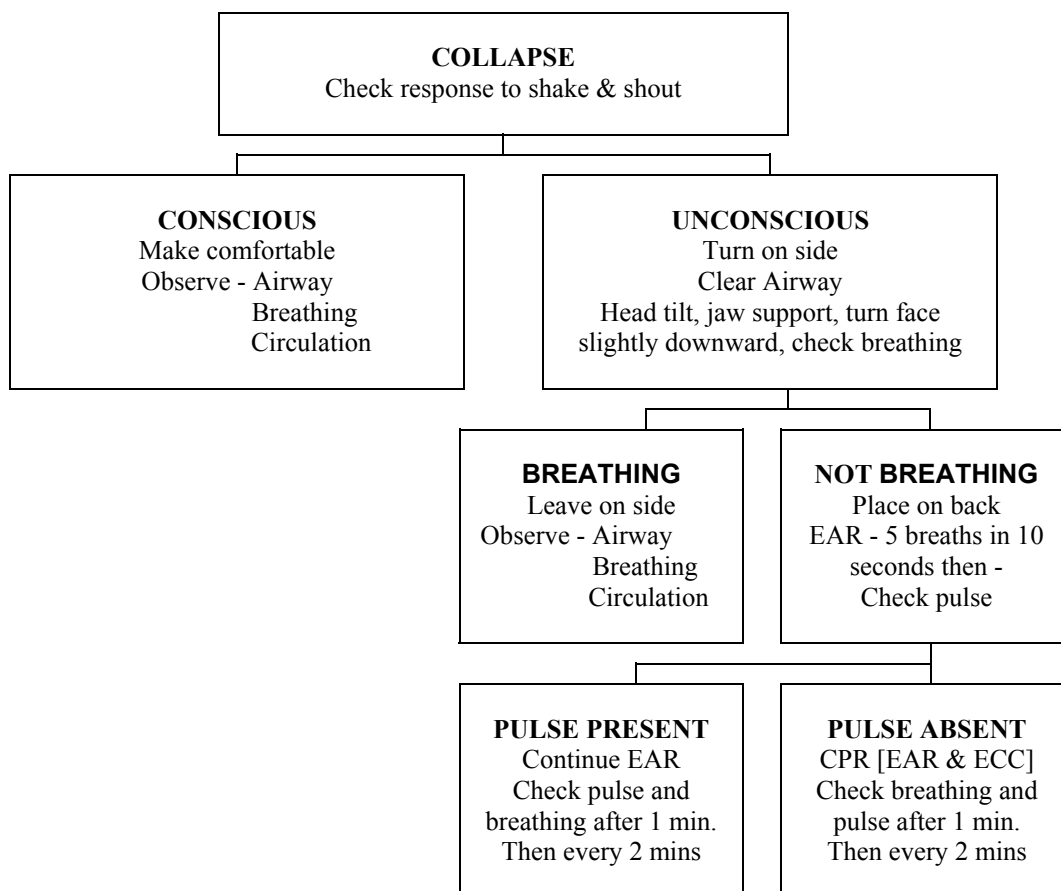 COLLAPSE
Check response to shake & shout
CONSCIOUS
Make comfortable
Observe - Airway
Breathing
Circulation
UNCONSCIOUS
Turn on side
Clear Airway
Head tilt, jaw support, turn face
slightly downward, check breathing
BREATHING
Leave on side
Observe - Airway
Breathing
Circulation
NOT BREATHING
Place on back
EAR - 5 breaths in 10
seconds then -
Check pulse
PULSE PRESENT
Continue EAR
Check pulse and
breathing after 1 min.
Then every 2 mins
PULSE ABSENT
CPR [EAR & ECC]
Check breathing and
pulse after 1 min.
Then every 2 mins